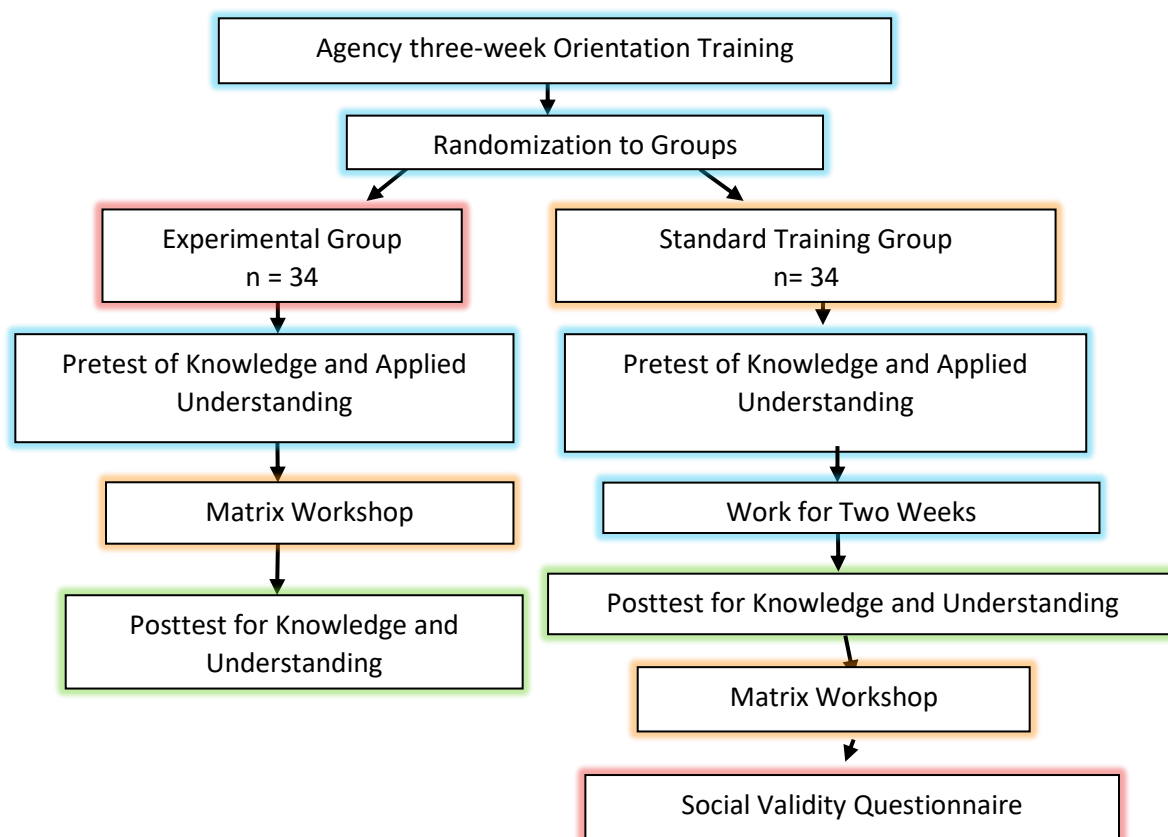 Agency three-week Orientation Training
Randomization to Groups
Experimental Group
n = 34
Standard Training Group
n= 34
Pretest of Knowledge and Applied
Understanding
Pretest of Knowledge and Applied
Understanding
Matrix Workshop
Work for Two Weeks
Posttest for Knowledge and
Understanding
Posttest for Knowledge and Understanding
Matrix Workshop
Social Validity Questionnaire